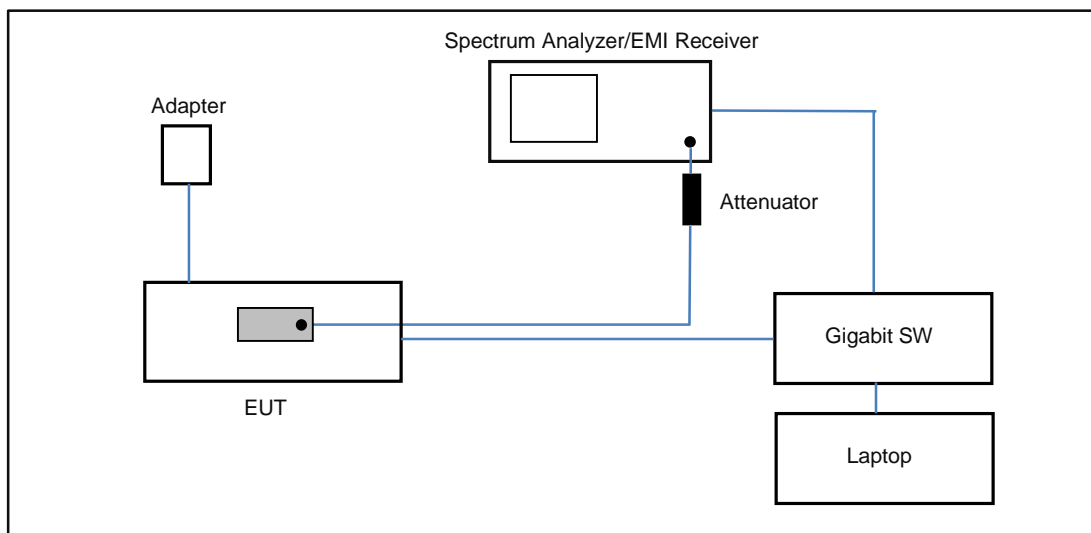 Spectrum Analyzer/EMI Receiver
Adapter
Attenuator
Gigabit SW
EUT
Laptop